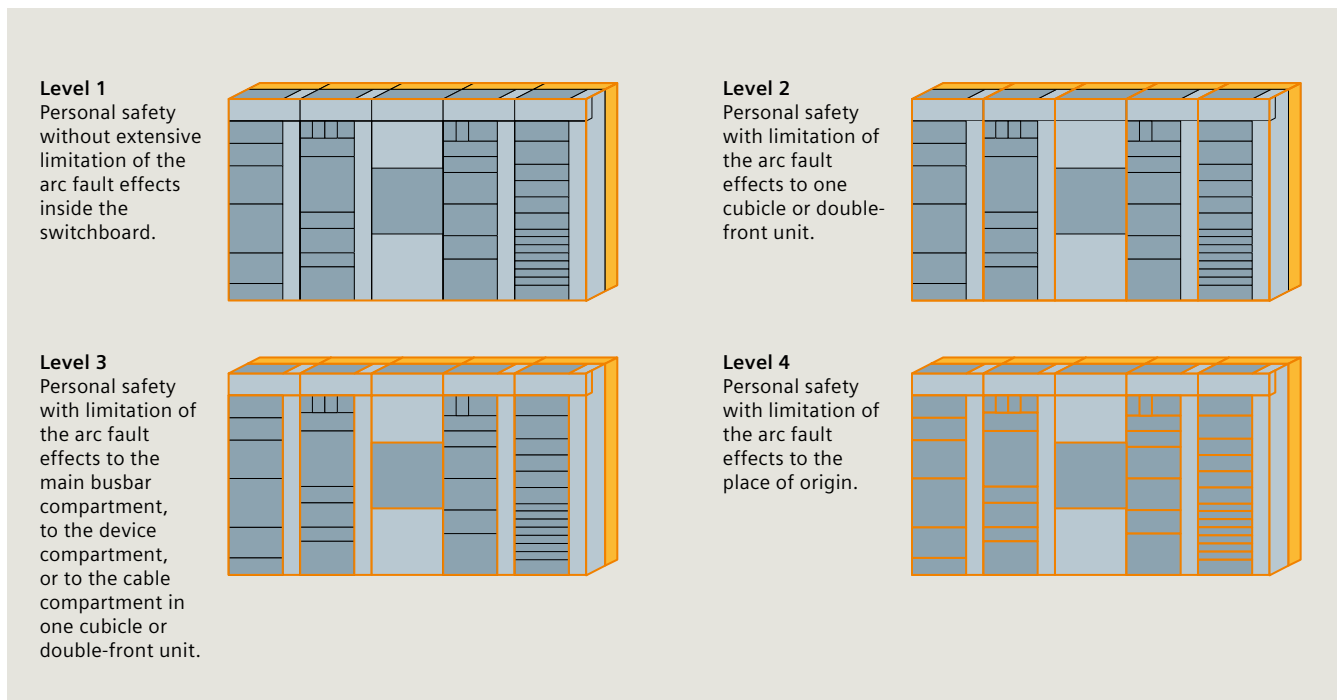 Level 1
Personal safety
without extensive
limitation of the
arc fault effects
inside the
switchboard.
Level 2
Personal safety
with limitation of
the arc fault
effects to one
cubicle or double-
front unit.
Level 3
Personal safety
with limitation of
the arc fault
effects to the
main busbar
compartment,
to the device
compartment,
or to the cable
compartment in
one cubicle or
double-front unit.
Level 4
Personal safety
with limitation of
the arc fault
effects to the
place of origin.